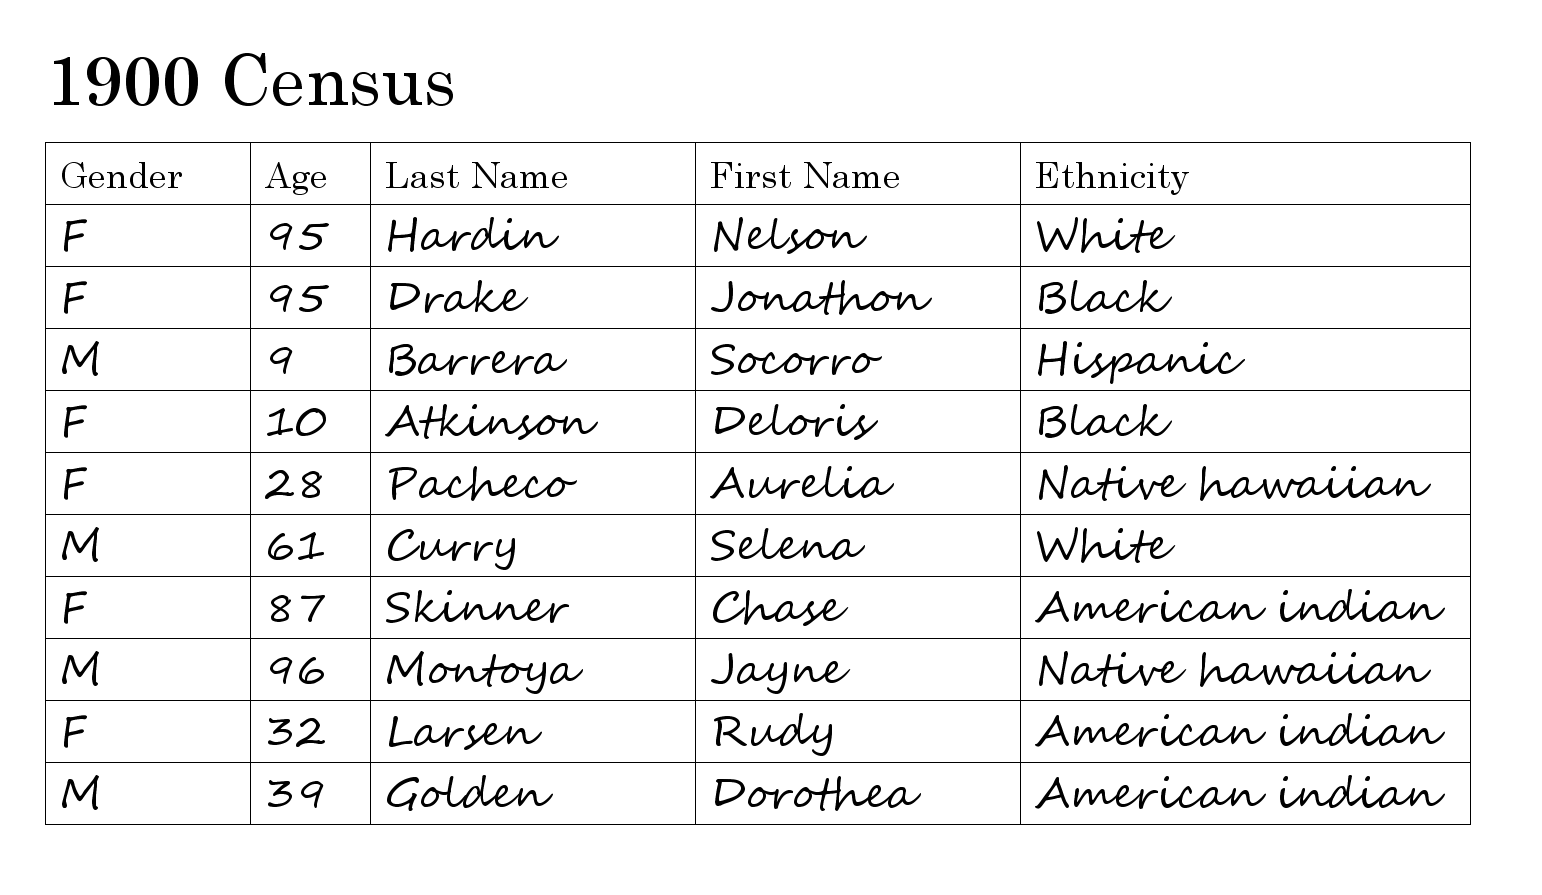 1900 Census
Gender Age Last Name First Name Ethnicity
F 95 Hardin Nelson White
F 95 Drake Jonathon Black
M 9 Barrera Socorro Hispanic
F 10 Atkinson Deloris Black
F 28 Pacheco Aurelia Native hawaiian
M 61 Curry Selena White
F 87 Skinner Chase American indian
M 96 Montoya Jayne Native hawaiian
F 32 Larsen Rudy American indian
M 39 Golden Dorothea American indian